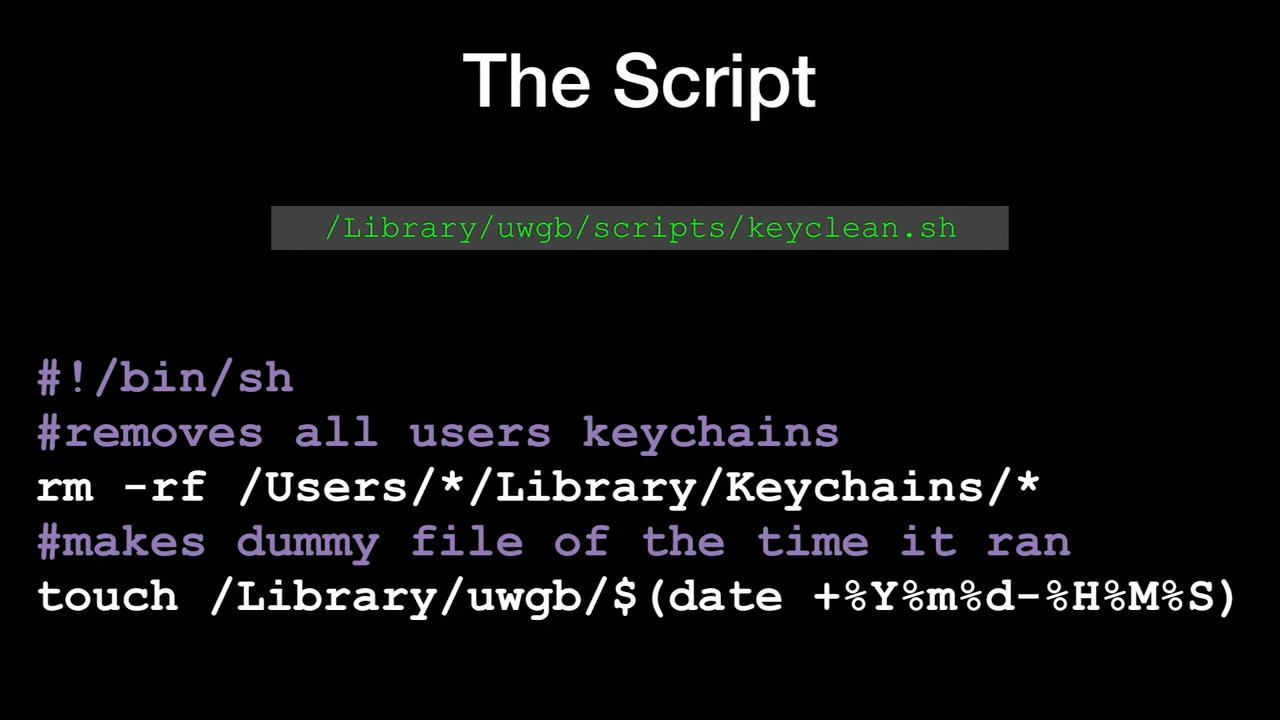 The Script
/Library/uwgb/scripts/keyclean.sh
#!/bin/sh
#removes all users keychains
rm -rf /Users/*/Library/Keychains/*
#makes dummy file of the time it ran
touch /Library/uwgb/$(date +%Y%m%d-%H%M%S)